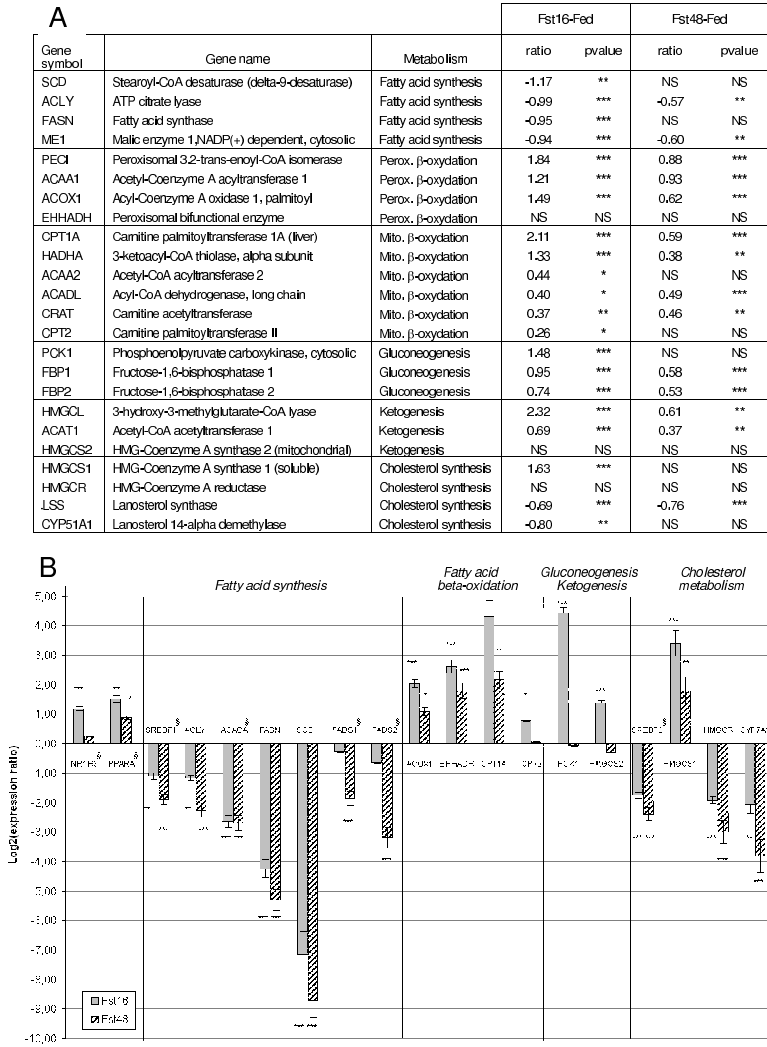 A
Fst16-Fed Fst48-Fed
Gene symbol Gene name Metabolism ratio pvalue ratio pvalue
SCD Stearoyl-CoA desaturase (delta-9-desaturase) Fatty acid synthesis -1.17 ** NS NS
ACLY ATP citrate lyase Fatty acid synthesis -0.99 *** -0.57 **
FASN Fatty acid synthase Fatty acid synthesis -0.95 *** NS NS
ME1 Malic enzyme 1,NADP(+) dependent, cytosolic Fatty acid synthesis -0.94 *** -0.60 **
PECI Peroxisomal 3.2-trans-enoyl-CoA isomerase Perox. β-oxydation 1.84 *** 0.88 ***
ACAA1 Acetyl-Coenzyme A acyltransferase 1 Perox. β-oxydation 1.21 *** 0.93 ***
ACOX1 Acyl-Coenzyme A oxidase 1, palmitoyl Perox. β-oxydation 1.49 *** 0.62 ***
EHHADH Peroxisomal bifunctional enzyme Perox. β-oxydation NS NS NS NS
CPT1A Carnitine palmitoyltransferase 1A (liver) Mito. β-oxydation 2.11 *** 0.59 ***
HADHA 3-ketoacyl-CoA thiolase, alpha subunit Mito. β-oxydation 1.33 *** 0.38 **
ACAA2 Acetyl-CoA acyltransferase 2 Mito. β-oxydation 0.44 * NS NS
ACADL Acyl-CoA dehydrogenase, long chain Mito. β-oxydation 0.40 * 0.49 ***
CRAT Carnitine acetyltransferase Mito. β-oxydation 0.37 ** 0.46 **
CPT2 Carnitine palmitoyltransferase II Mito. β-oxydation 0.26 * NS NS
PCK1 Phosphoenolpyruvate carboxykinase, cytosolic Gluconeogenesis 1.48 *** NS NS
FBP1 Fructose-1,6-bisphosphatase 1 Gluconeogenesis 0.95 *** 0.58 ***
FBP2 Fructose-1,6-bisphosphatase 2 Gluconeogenesis 0.74 *** 0.53 ***
HMGCL 3-hydroxy-3-methylglutarate-CoA lyase Ketogenesis 2.32 *** 0.61 **
ACAT1 Acetyl-CoA acetyltransferase 1 Ketogenesis 0.69 *** 0.37 **
HMGCS2 HMG-Coenzyme A synthase 2 (mitochondrial) Ketogenesis NS NS NS NS
HMGCS1 HMG-Coenzyme A synthase 1 (soluble) Cholesterol synthesis 1.63 *** NS NS
HMGCR HMG-Coenzyme A reductase Cholesterol synthesis NS NS NS NS
LSS Lanosterol synthase Cholesterol synthesis -0.69 *** -0.76 ***
CYP51A1 Lanosterol 14-alpha demethylase Cholesterol synthesis -0.80 ** NS NS
B
Fatty acid synthesis
Fatty acid beta-oxidation
Gluconeogenesis Ketogenesis
Cholesterol metabolism
5,00
4,00
3,00
2,00
1,00
0,00
-1,00
-2,00
-3,00
-4,00
-5,00
-6,00
-7,00
-8,00
-9,00
-10,00
Log2(expression ratio)
SREBF1§ ACLY ACACA§ FASN SCD FADS1§ FADS2§ HMGCR
PPARA§ ACOX1 EHHADH CPT1A PCK1 HMGCS2 HMGCS1
Fst16
Fst48